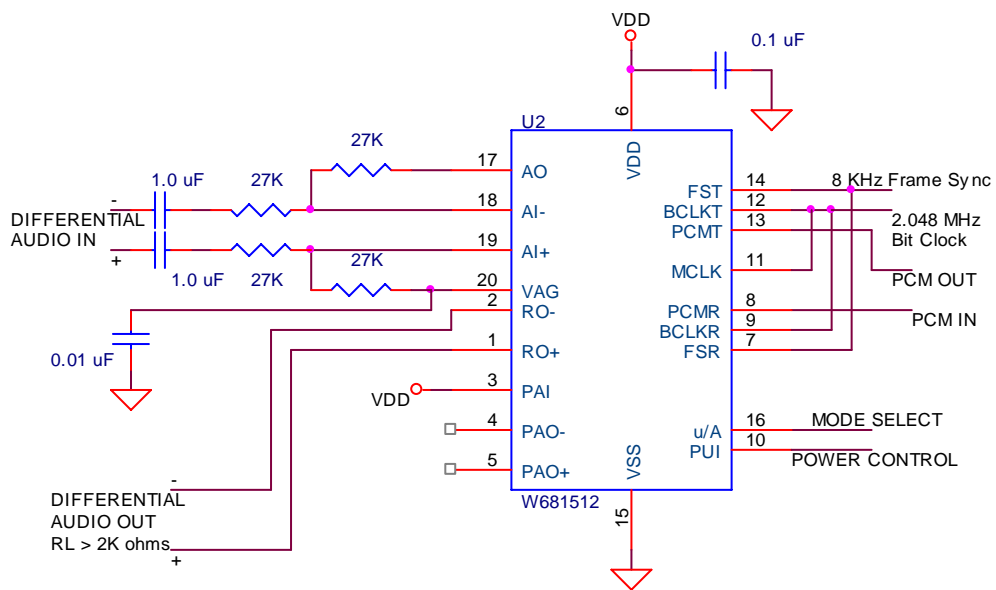 VDD
0.1 uF
6
U2
27K
17
AO
VDD
1.0 uF
27K
14
8 KHz Frame Sync
FST
-
18
12
AI-
BCLKT
DIFFERENTIAL
AUDIO IN
13
2.048 MHz
Bit Clock
PCMT
19
AI+
+
1.0 uF
27K
27K
11
MCLK
PCM OUT
20
VAG
2
RO-
8
PCMR
PCM IN
9
BCLKR
0.01 uF
1
RO+
7
FSR
VDD
3
PAI
4
PAO-
16
MODE SELECT
u/A
10
PUI
POWER CONTROL
5
PAO+
VSS
-
DIFFERENTIAL
AUDIO OUT
RL > 2K ohms
+
W681512
15